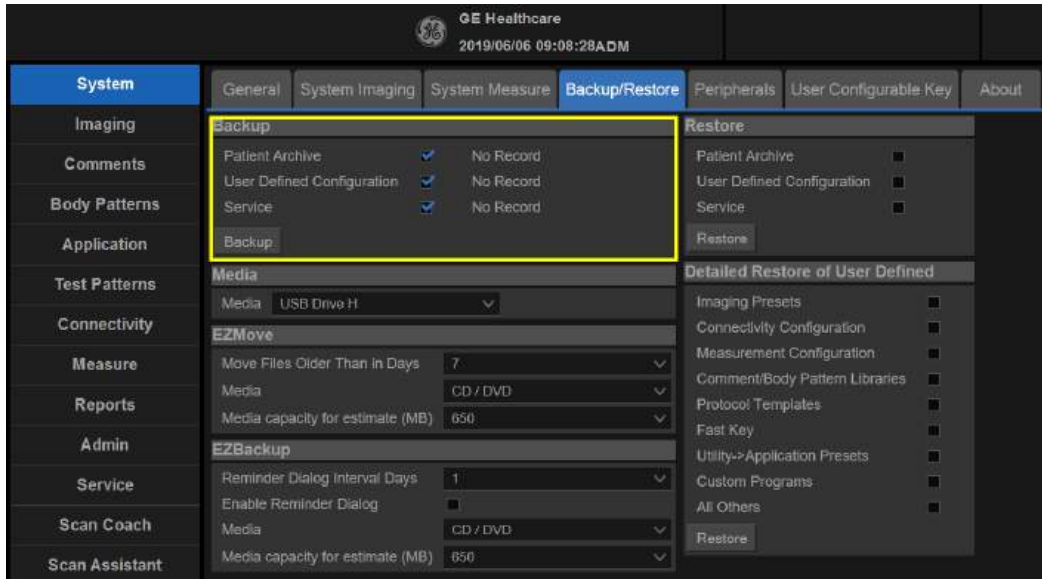 GE Healthcare
2019/06/06 09:08:28ADM
System
Imaging
Comments
Body Patterns
Application
Test Patterns
Connectivity
Measure
Reports
Admin
Service
Scan Coach
Scan Assistant
General System Imaging System Measure Backup/Restore Peripherals User Configurable Key About
Backup
Patient Archive No Record
User Defined Configuration No Record
Service No Record
Backup
Media
Media USB Drive H
EZMove
Move Files Older Than in Days 7
Media CD / DVD
Media capacity for estimate (MB) 650
EZBackup
Reminder Dialog Interval Days 1
Enable Reminder Dialog
Media CD / DVD
Media capacity for estimate (MB) 650
Restore
Patient Archive
User Defined Configuration
Service
Restore
Detailed Restore of User Defined
Imaging Presets
Connectivity Configuration
Measurement Configuration
Comment/Body Pattern Libraries
Protocol Templates
Fast Key
Utility->Application Presets
Custom Programs
All Others
Restore